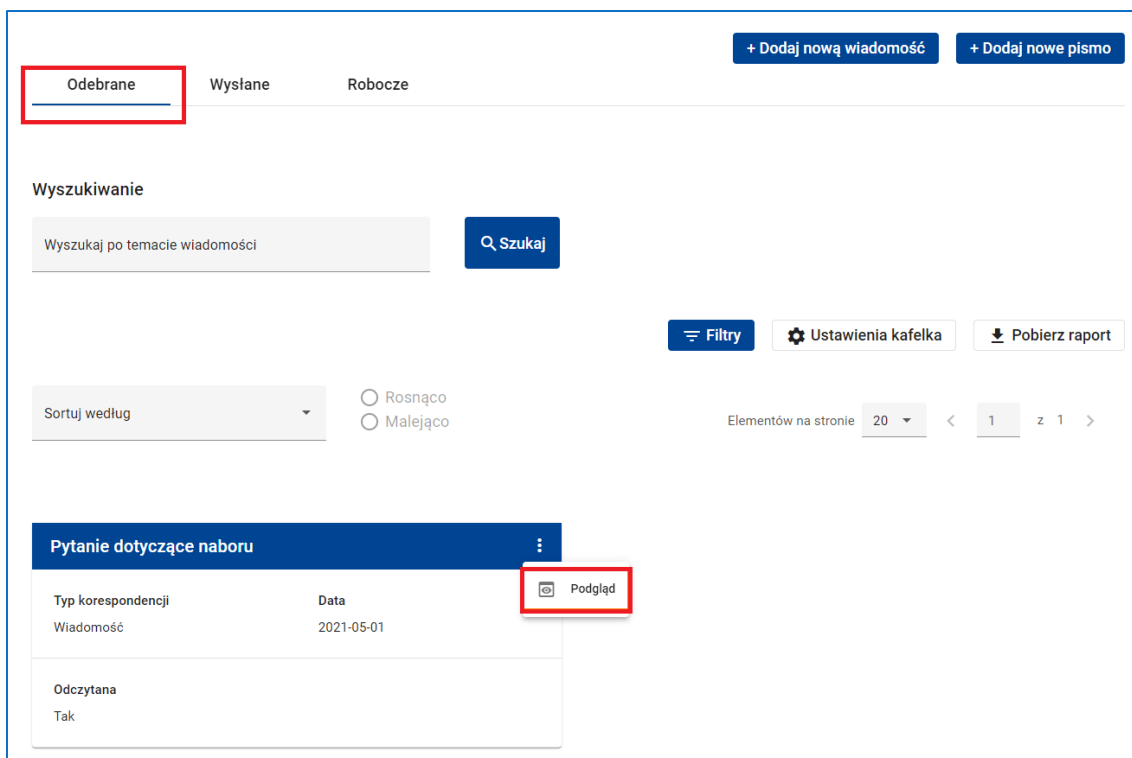 + Dodaj nową wiadomość + Dodaj nowe pismo
Odebrane Wysłane Robocze
Wyszukiwanie
Wyszukaj po temacie wiadomości Szukaj
Filtry Ustawienia kafelka Pobierz raport
Sortuj według
Rosnąco
Malejąco
Elementów na stronie 20 < 1 z 1 >
Pytanie dotyczące naboru
Podgląd
Typ korespondencji Data
Wiadomość 2021-05-01
Odczytana
Tak